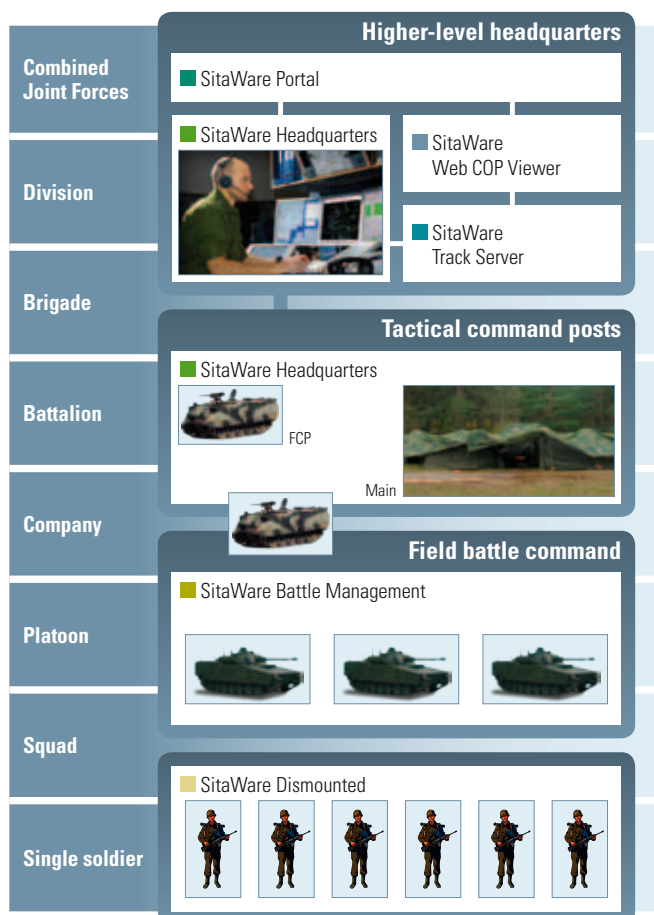 Combined
Joint Forces
Division
Brigade
Battalion
Company
Platoon
Squad
Single soldier
Higher-level headquarters
SitaWare Portal
SitaWare Headquarters
SitaWare
Web COP Viewer
SitaWare
Track Server
Tactical command posts
SitaWare Headquarters
FCP
Main
Field battle command
SitaWare Battle Management
SitaWare Dismounted